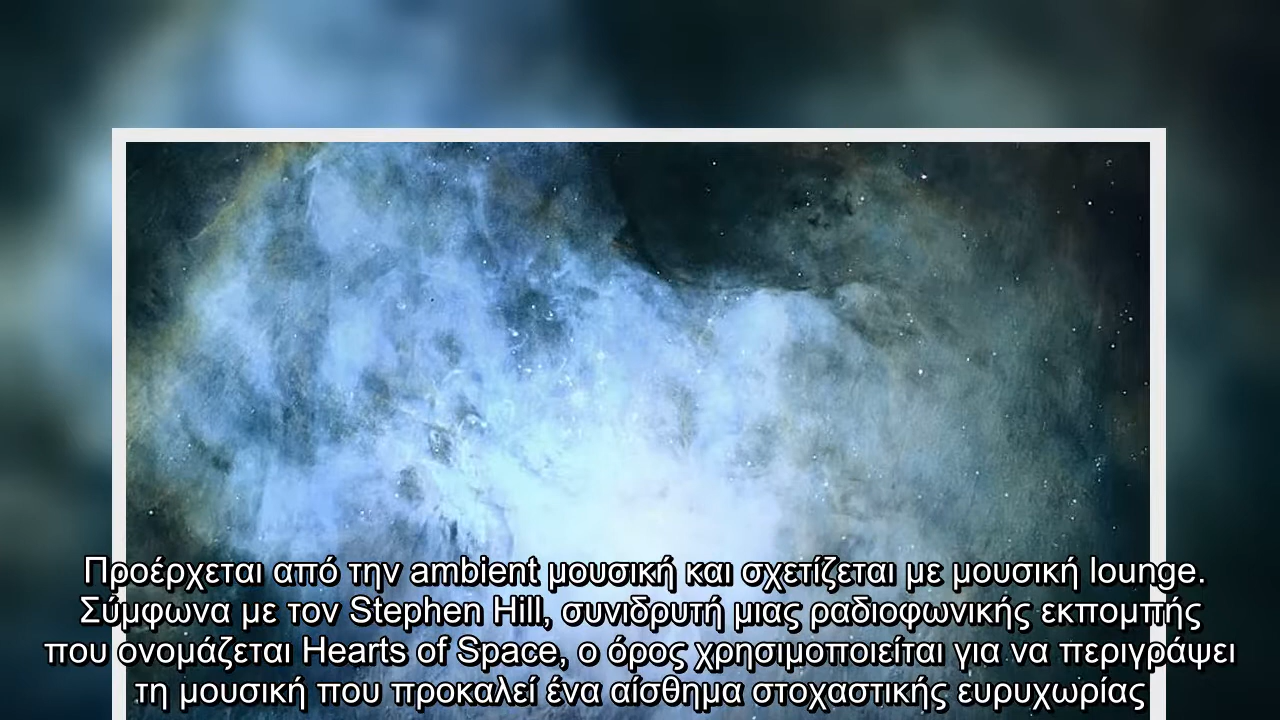 Προέρχεται από την ambient μουσική και σχετίζεται με μουσική lounge.
Σύμφωνα με τον Stephen Hill, συνιδρυτή μιας ραδιοφωνικής εκπομπής
που ονομάζεται Hearts of Space, ο όρος χρησιμοποιείται για να περιγράψει
τη μουσική που προκαλεί ένα αίσθημα στοχαστικής ευρυχωρίας